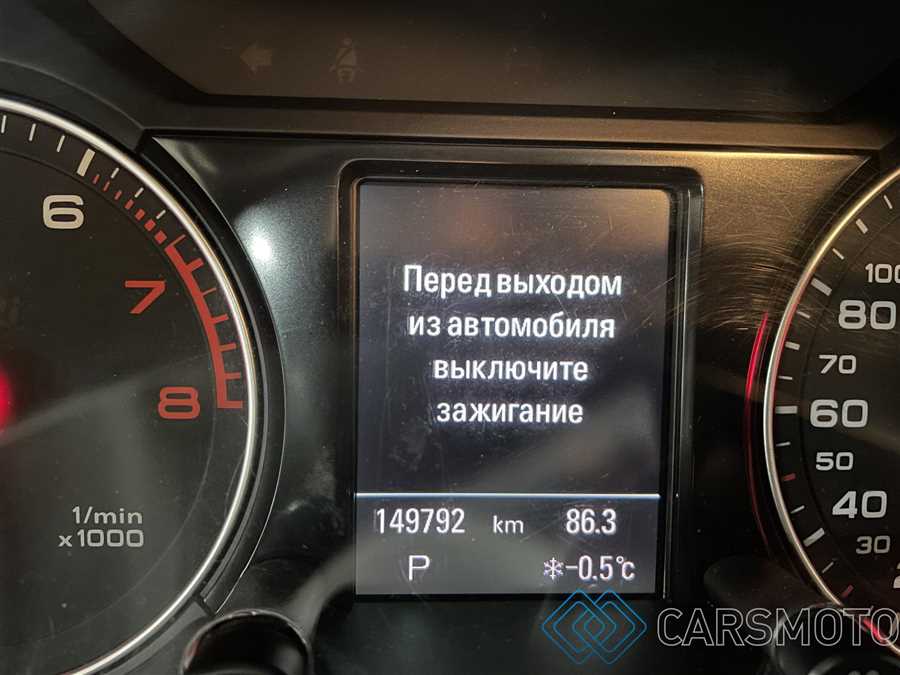 6
7
8
1/min
x1000
Перед выходом
из автомобиля
выключите
зажигание
149792 km 86.3
P
-0.5°C
100
80
70
60
50
40
30
CARSMOTO